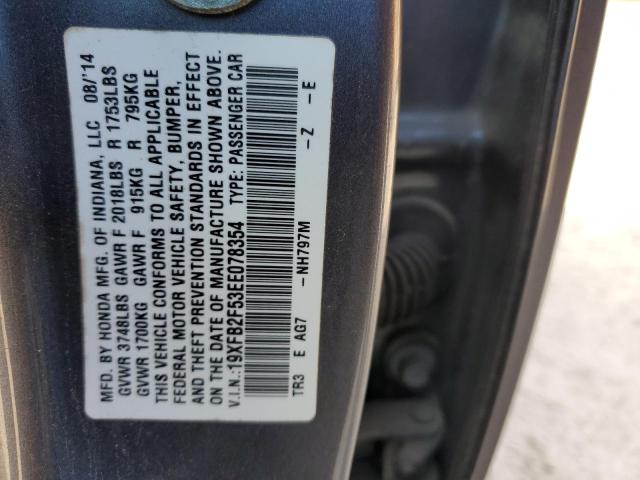 MFD. BY HONDA MFG. OF INDIANA, LLC 08/'14
GVWR 3748LBS GAWR F 2018LBS R 1753LBS
GVWR 1700KG GAWR F 915KG R 795KG
THIS VEHICLE CONFORMS TO ALL APPLICABLE
FEDERAL MOTOR VEHICLE SAFETY, BUMPER,
AND THEFT PREVENTION STANDARDS IN EFFECT
ON THE DATE OF MANUFACTURE SHOWN ABOVE.
V.I.N.:19XFB2F53EE078354 TYPE: PASSENGER CAR
TR3 E AG7 -NH797M -Z -E